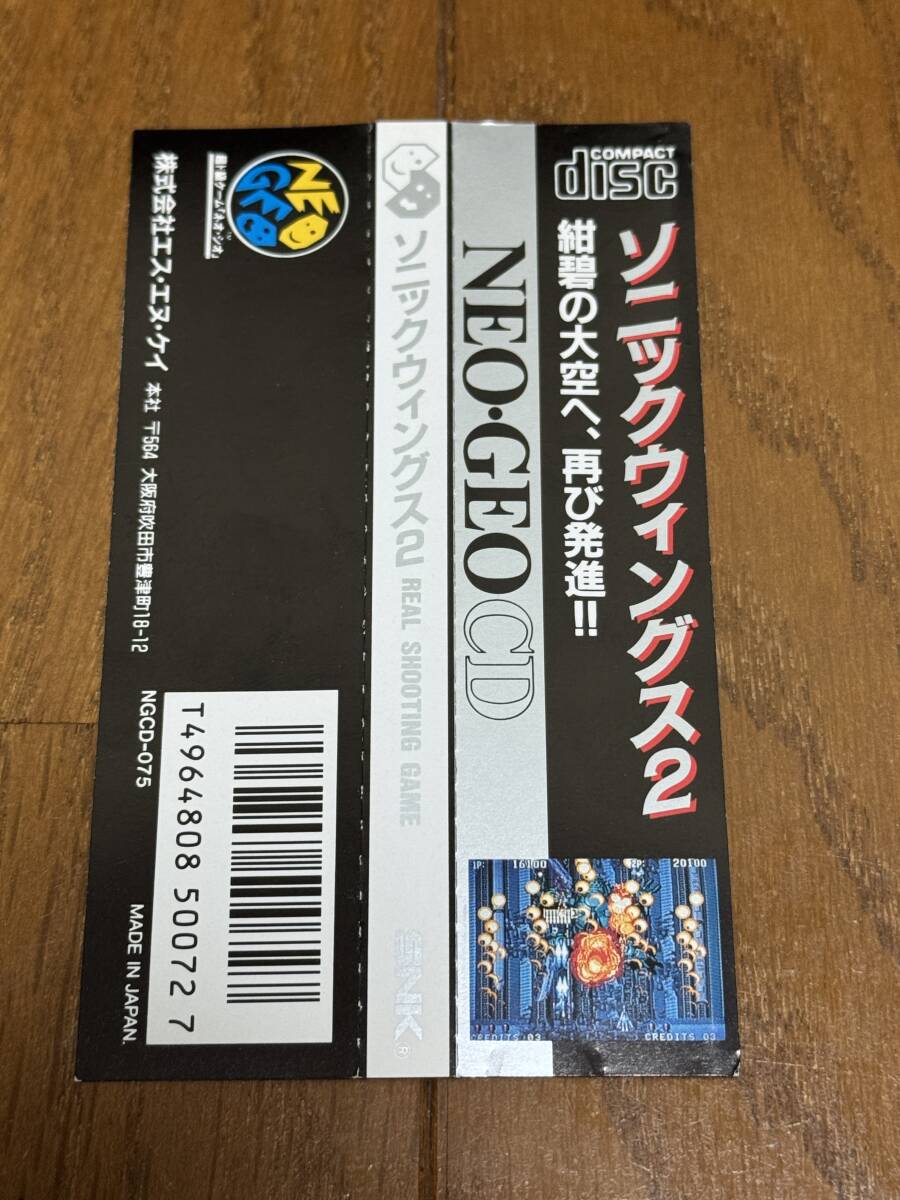 COMPACT
disc
ソニックウィングス2
紺碧の大空へ、再び発進!!
NEO・GEO CD
1P: 16100 2P: 20100
CREDITS 03 CREDITS 03
ソニックウィングス2 REAL SHOOTING GAME
SNK®
NEO
GEO
株式会社エス・エヌ・ケイ 本社 〒564 大阪府吹田市豊津町18-12
NGCD-075
MADE IN JAPAN.
T4964808 50072 7